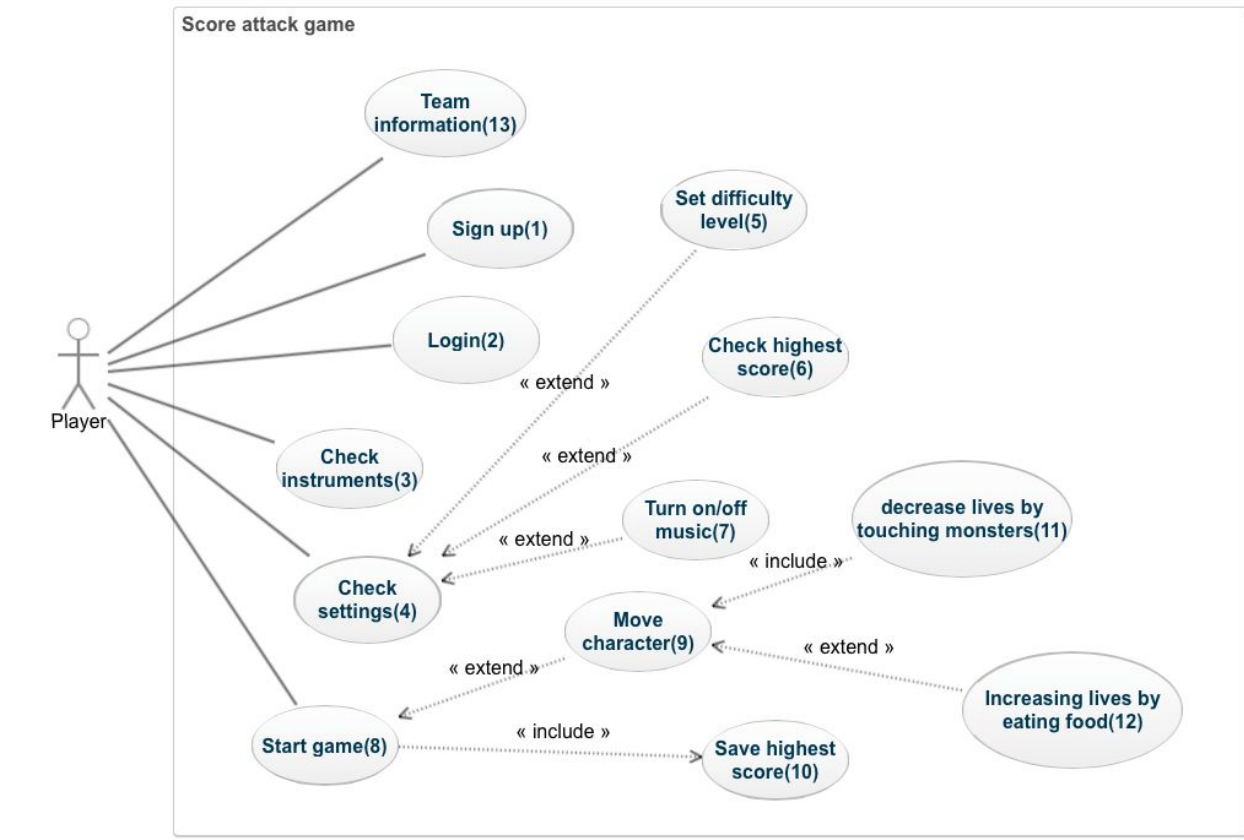 Score attack game
Team
information(13)
Sign up(1)
Set difficulty
level(5)
Login(2)
Check highest
score(6)
« extend »
Player
Check
instruments(3)
« extend »
Turn on/off
music(7)
decrease lives by
touching monsters(11)
« extend »
« include »
Check
settings(4)
Move
character(9)
« extend »
« extend »
Increasing lives by
eating food(12)
Start game(8)
« include »
Save highest
score(10)